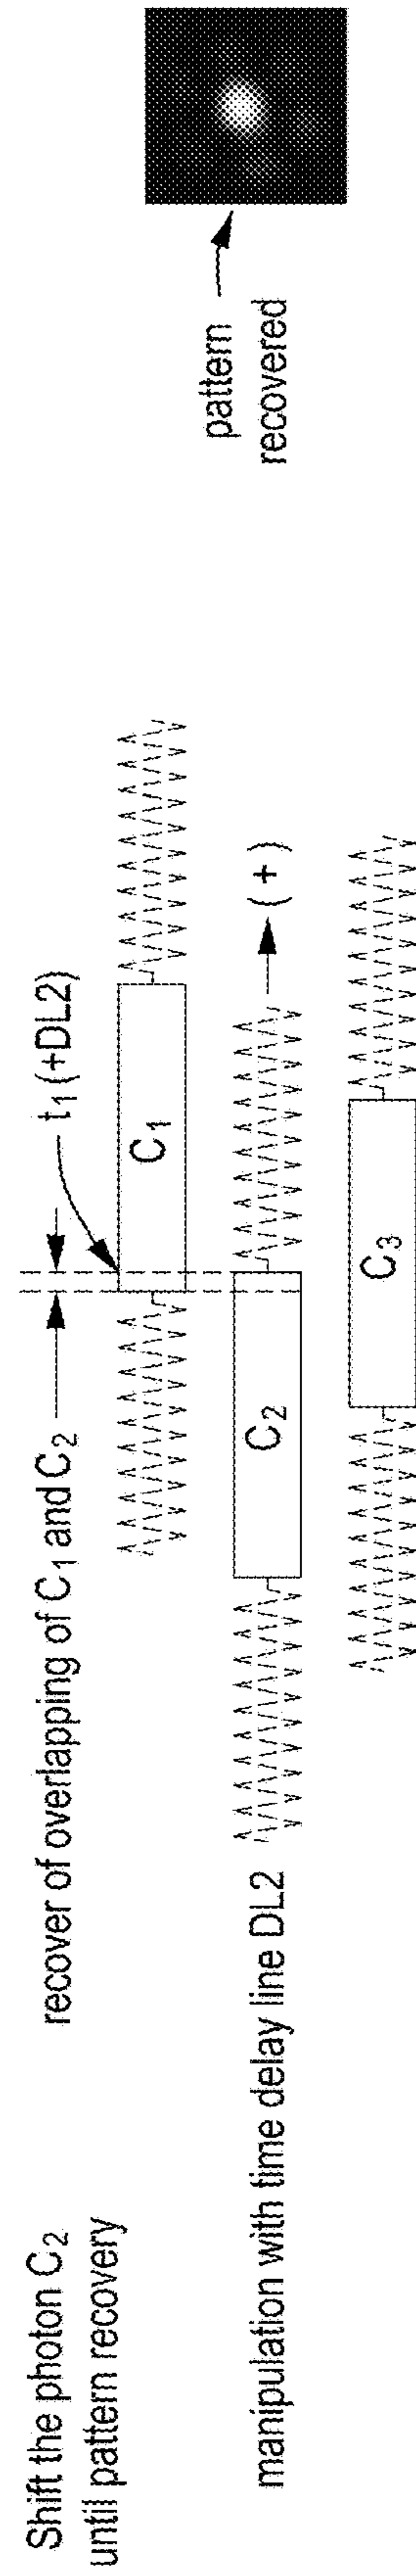 Shift the photon C₂
until pattern recovery
recover of overlapping of C₁ and C₂
t₁(+DL2)
C₁
manipulation with time delay line DL2
C₂
(+)
C₃
pattern
recovered